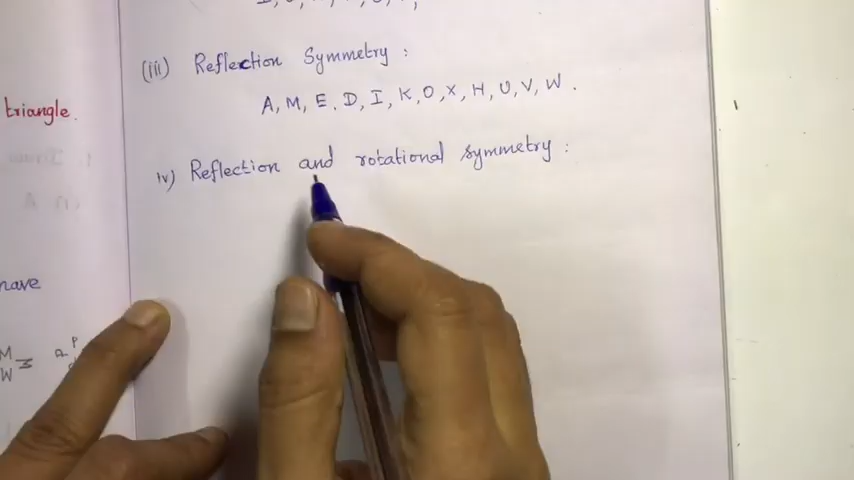 (iii) Reflection Symmetry :
A, M, E, D, I, K, O, X, H, U, V, W.
iv) Reflection and rotational symmetry :
triangle.
have
M
W